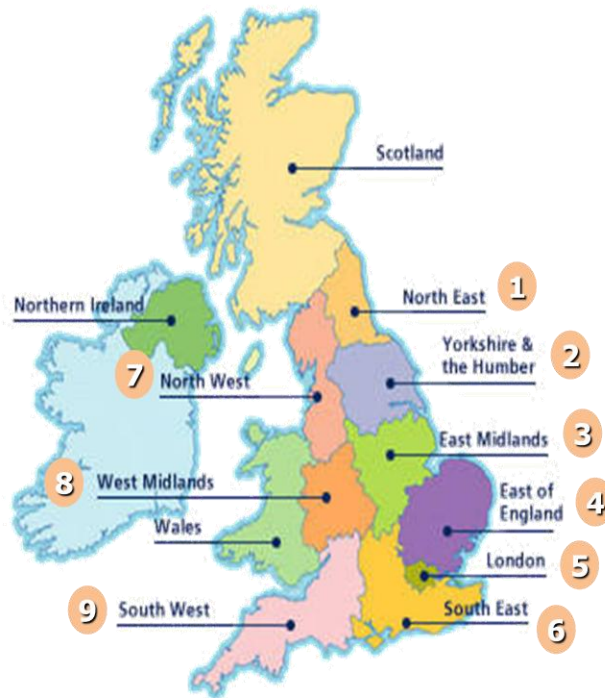 Scotland
1
Northern Ireland
North East
Yorkshire &
the Humber
2
7
North West
3
East Midlands
8
West Midlands
East of
England
4
Wales
London
5
9
South West
South East
6